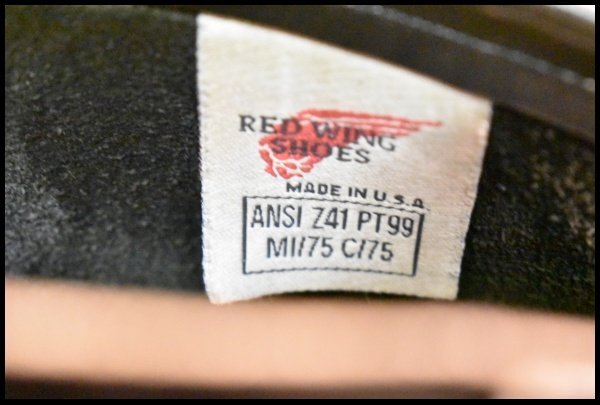 RED WING
SHOES
MADE IN U.S.A
ANSI Z41 PT99
MI/75 C/75